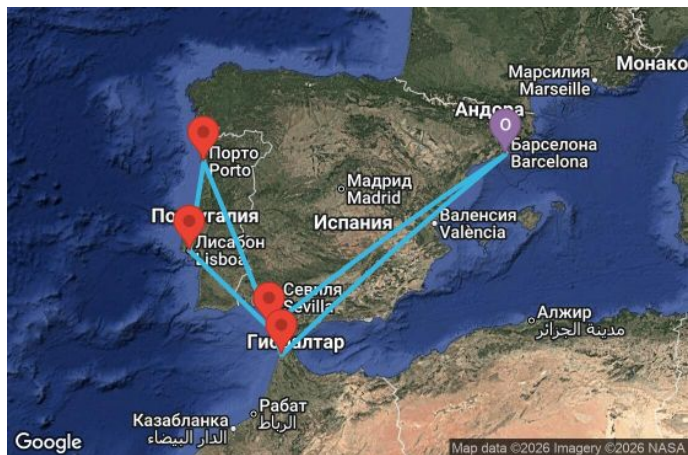 Монако
Марсилия
Marseille
Андора
O
Барселона
Barcelona
Порто
Porto
Мадрид
Madrid
Португалия
Лисабон
Lisboa
Испания
Валенсия
València
Севиля
Sevilla
Гибралтар
Алжир
مدينة الجزائر
Рабат
الرباط
Казабланка
الدار البيضاء
Google
Map data ©2026 Imagery ©2026 NASA